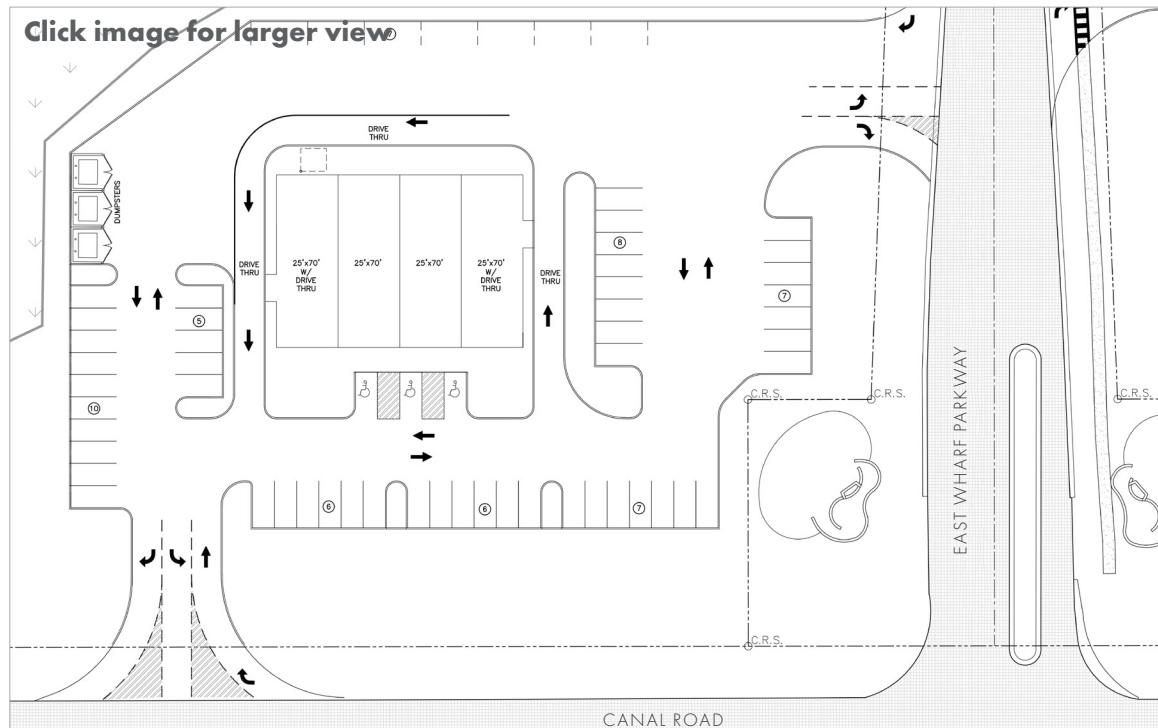 Click image for larger view
DRIVE
THRU
DUMPSTERS
8
5
DRIVE
THRU
25'x70'
W/
DRIVE
THRU
25'x70'
25'x70'
25'x70'
W/
DRIVE
THRU
DRIVE
THRU
7
10
C.R.S.
C.R.S.
C.R.S.
6
6
7
EAST WHARF PARKWAY
C.R.S.
CANAL ROAD